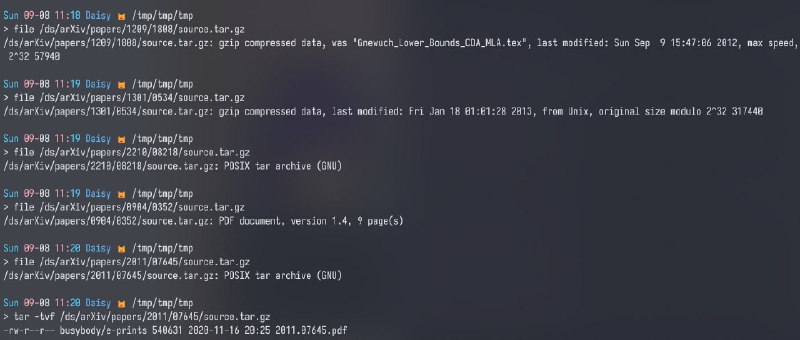 Sun 09-08 11:18 Daisy /tmp/tmp/tmp
> file /ds/arXiv/papers/1209/1808/source.tar.gz
/ds/arXiv/papers/1209/1808/source.tar.gz: gzip compressed data, was "Gnewuch_Lower_Bounds_CDA_MLA.tex", last modified: Sun Sep  9 15:47:06 2012, max speed,
2^32 57940
Sun 09-08 11:19 Daisy /tmp/tmp/tmp
> file /ds/arXiv/papers/1301/0534/source.tar.gz
/ds/arXiv/papers/1301/0534/source.tar.gz: gzip compressed data, last modified: Fri Jan 18 01:01:28 2013, from Unix, original size modulo 2^32 317440
Sun 09-08 11:19 Daisy /tmp/tmp/tmp
> file /ds/arXiv/papers/2210/08218/source.tar.gz
/ds/arXiv/papers/2210/08218/source.tar.gz: POSIX tar archive (GNU)
Sun 09-08 11:19 Daisy /tmp/tmp/tmp
> file /ds/arXiv/papers/0904/0352/source.tar.gz
/ds/arXiv/papers/0904/0352/source.tar.gz: PDF document, version 1.4, 9 page(s)
Sun 09-08 11:20 Daisy /tmp/tmp/tmp
> file /ds/arXiv/papers/2011/07645/source.tar.gz
/ds/arXiv/papers/2011/07645/source.tar.gz: POSIX tar archive (GNU)
Sun 09-08 11:20 Daisy /tmp/tmp/tmp
> tar -tvf /ds/arXiv/papers/2011/07645/source.tar.gz
-rw-r--r-- busybody/e-prints 540631 2020-11-16 20:25 2011.07645.pdf